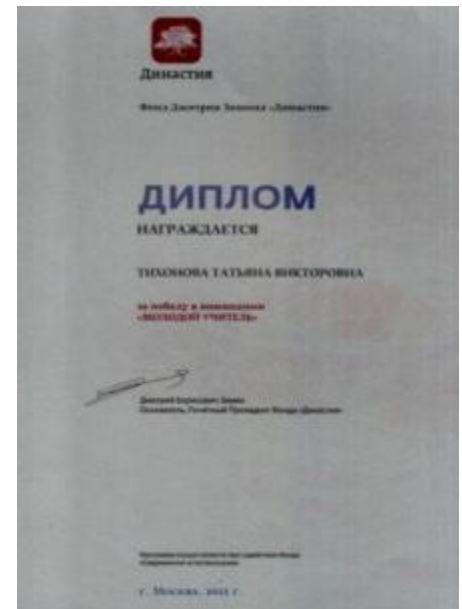 Династия
Фонд Дмитрия Зимина «Династия»
ДИПЛОМ
НАГРАЖДАЕТСЯ
ТИХОНОВА ТАТЬЯНА ВИКТОРОВНА
за победу в номинации
«МОЛОДОЙ УЧИТЕЛЬ»
Дмитрий Борисович Зимин
Основатель, Почётный Президент Фонда «Династия»
г. Москва,